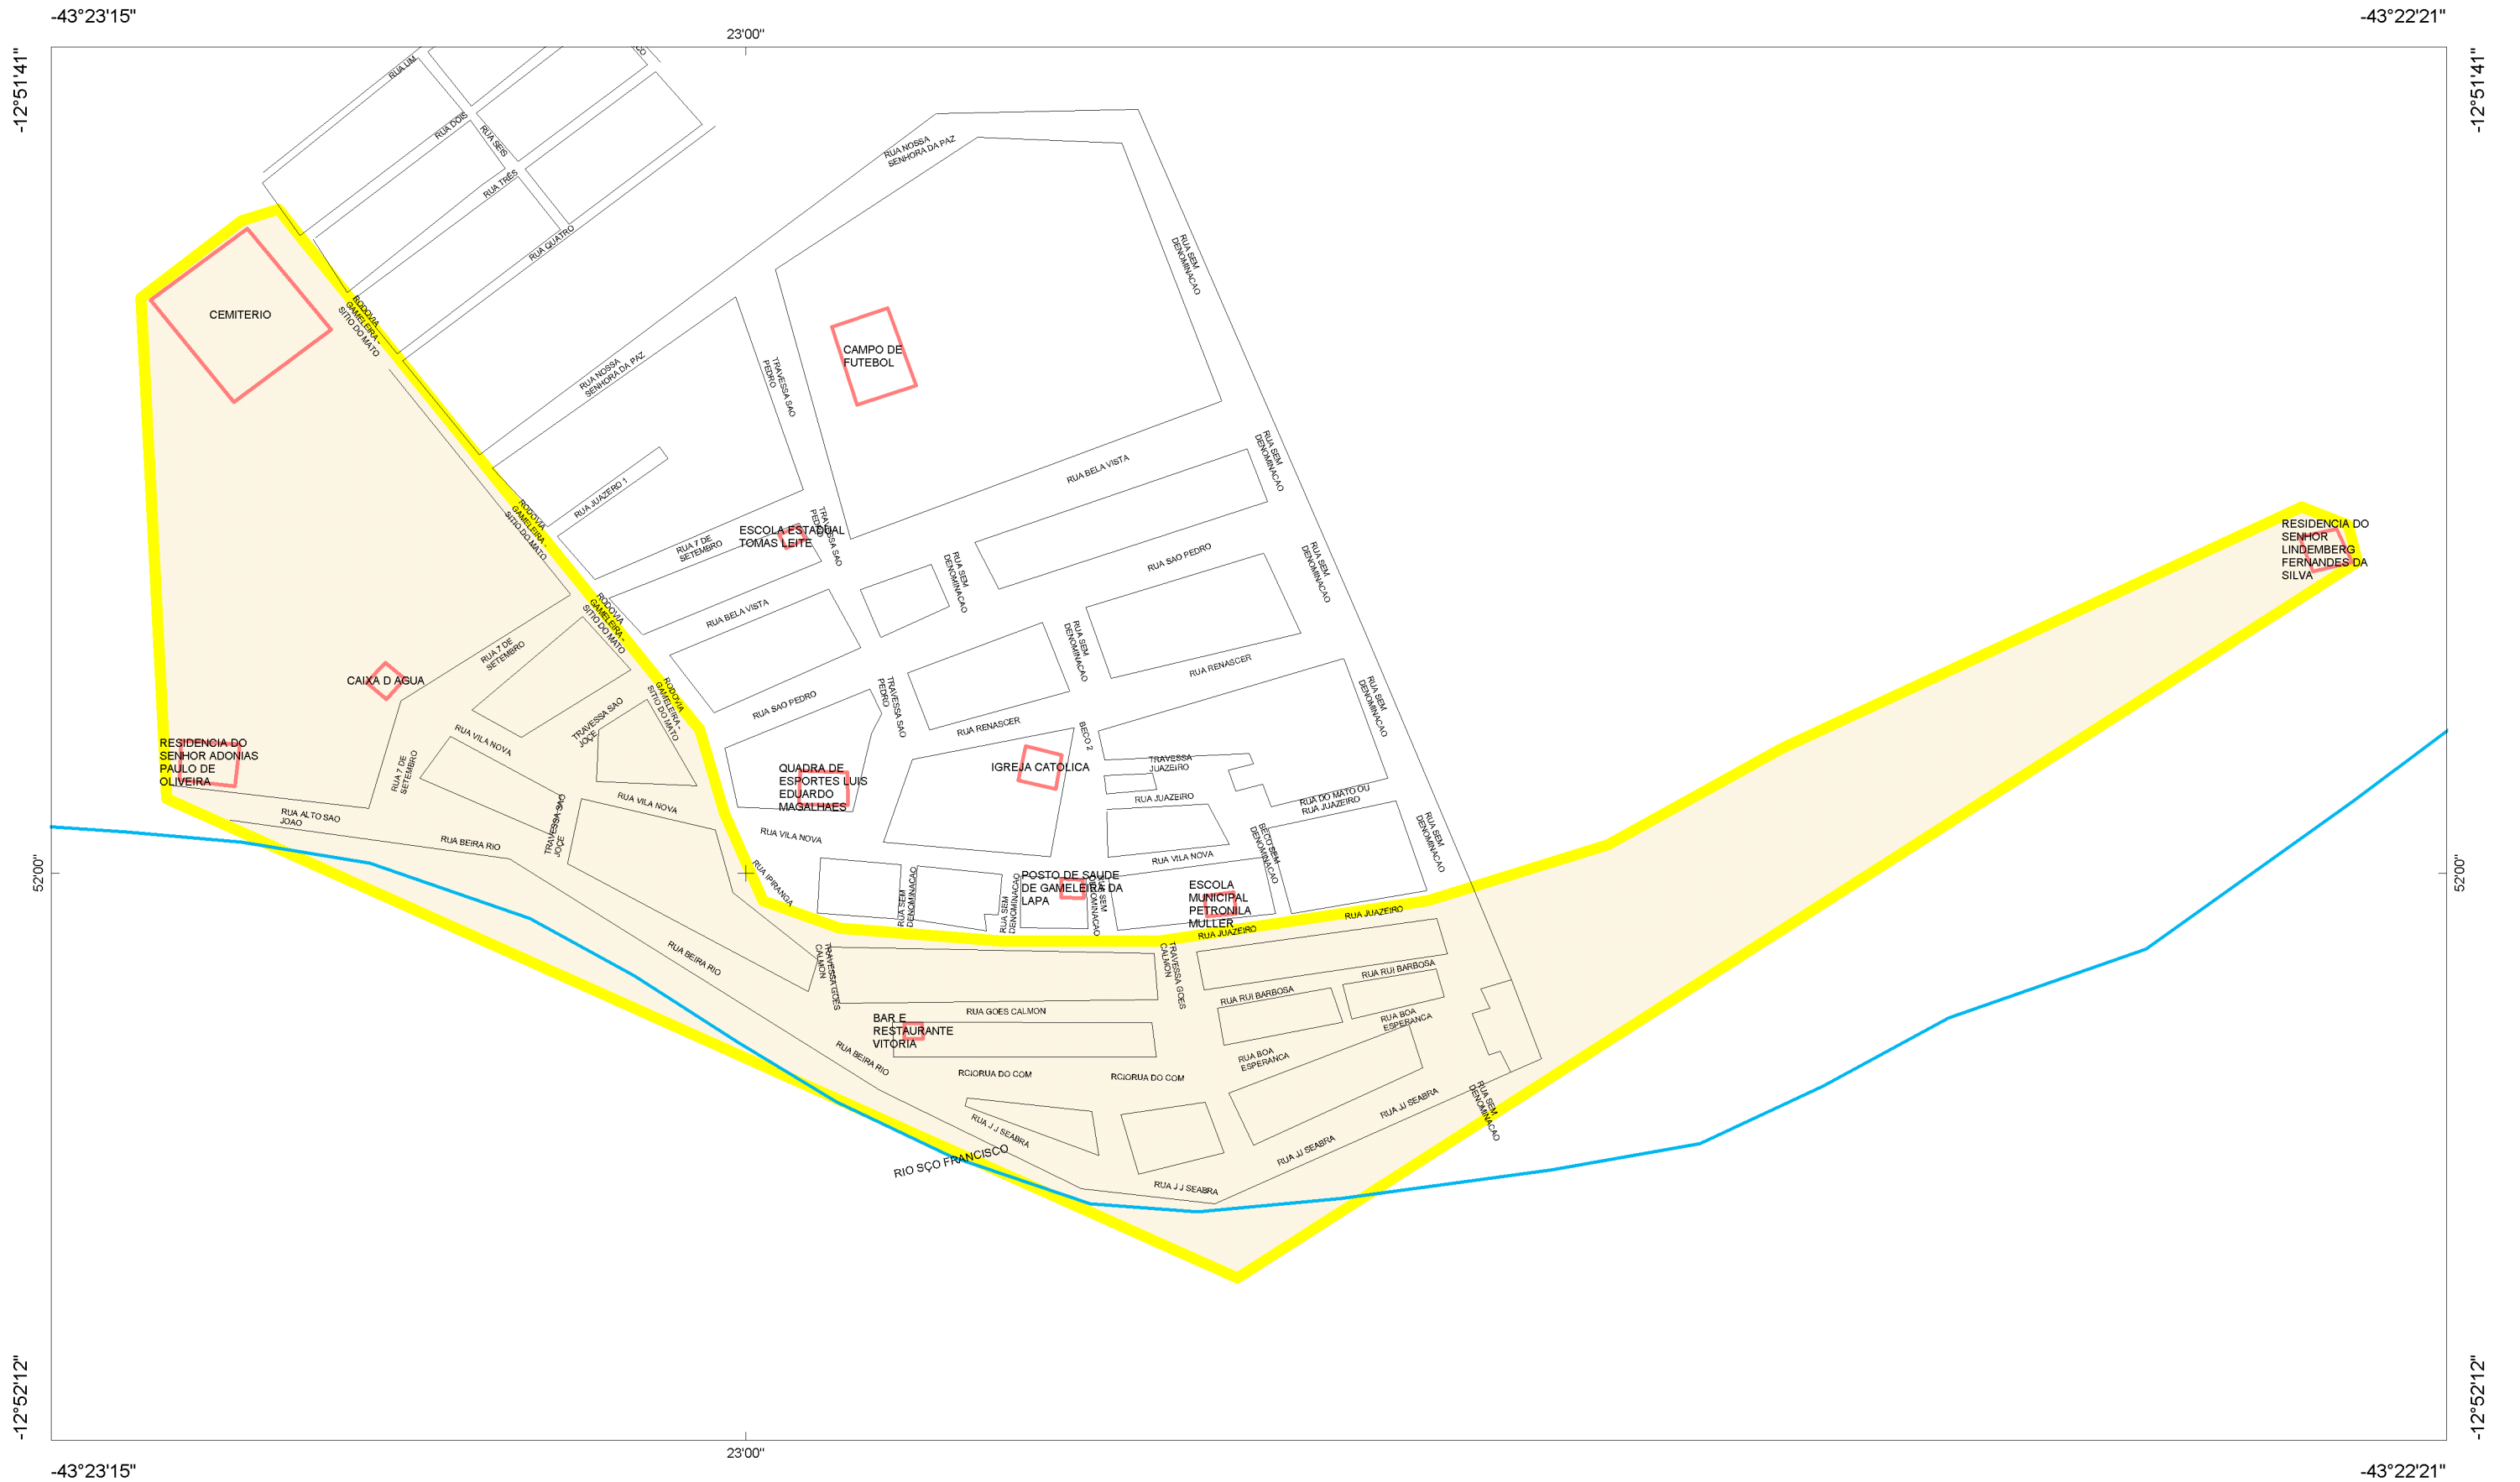 -43°23'15"
-43°22'21"
23'00"
-12°51'41"
-12°51'41"
CO
RUA UM
RUA DOIS
RUA SEIS
RUA TRÊS
RUA QUATRO
RUA NOSSA
SENHORA DA PAZ
RUA SEM
DENOMINACAO
CEMITERIO
RODOVIA
GAMELEIRA -
SITIO DO MATO
CAMPO DE
FUTEBOL
RUA NOSSA
SENHORA DA PAZ
TRAVESSA SAO
PEDRO
RUA BELA VISTA
RUA SEM
DENOMINACAO
RUA JUAZERO 1
RODOVIA
GAMELEIRA -
SITIO DO MATO
ESCOLA ESTADUAL
TOMAS LEITE
TRAVESSA SAO
PEDRO
RUA 7 DE
SETEMBRO
RUA SEM
DENOMINACAO
RUA SAO PEDRO
RUA SEM
DENOMINACAO
RESIDENCIA DO
SENHOR
LINDEMBERG
FERNANDES DA
SILVA
RODOVIA
GAMELEIRA -
SITIO DO MATO
RUA BELA VISTA
RUA 7 DE
SETEMBRO
RUA SEM
DENOMINACAO
RUA RENASCER
CAIXA D AGUA
RODOVIA
GAMELEIRA -
SITIO DO MATO
RUA SAO PEDRO
TRAVESSA SAO
PEDRO
RUA SEM
DENOMINACAO
TRAVESSA SAO
JOÇE
RUA RENASCER
BECO 2
RUA VILA NOVA
RESIDENCIA DO
SENHOR ADONIAS
PAULO DE
OLIVEIRA
RUA 7 DE
SETEMBRO
QUADRA DE
ESPORTES LUIS
EDUARDO
MAGALHAES
IGREJA CATOLICA
TRAVESSA
JUAZEIRO
RUA JUAZEIRO
RUA DO MATO OU
RUA JUAZEIRO
RUA VILA NOVA
RUA ALTO SAO
JOAO
RUA BEIRA RIO
TRAVESSA SAO
JOÇE
RUA VILA NOVA
RUA VILA NOVA
BECO SEM
DENOMINACAO
RUA SEM
DENOMINACAO
52'00"
52'00"
RUA IPIRANGA
RUA SEM
DENOMINACAO
RUA SEM
DENOMINACAO
POSTO DE SAUDE
DE GAMELEIRA DA
LAPA
RUA SEM
DENOMINACAO
ESCOLA
MUNICIPAL
PETRONILA
MULLER
RUA JUAZEIRO
RUA JUAZEIRO
RUA BEIRA RIO
TRAVESSA GOES
CALMON
TRAVESSA GOES
CALMON
RUA RUI BARBOSA
RUA RUI BARBOSA
RUA GOES CALMON
BAR E
RESTAURANTE
VITORIA
RUA BOA
ESPERANCA
RUA BOA
ESPERANCA
RUA BEIRA RIO
RCIORUA DO COM
RCIORUA DO COM
RUA J J SEABRA
RUA JJ SEABRA
RUA SEM
DENOMINACAO
RUA JJ SEABRA
RIO SÇO FRANCISCO
RUA J J SEABRA
-12°52'12"
-12°52'12"
23'00"
-43°23'15"
-43°22'21"